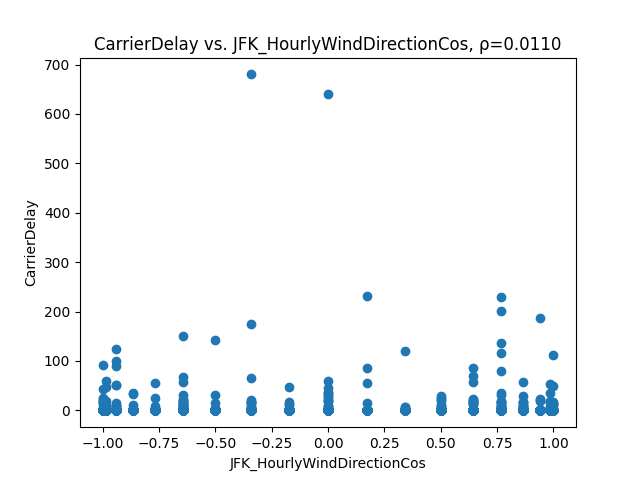 CarrierDelay vs. JFK_HourlyWindDirectionCos, ρ=0.0110
700
600
500
400
300
200
100
0
CarrierDelay
−1.00 −0.75 −0.50 −0.25 0.00 0.25 0.50 0.75 1.00
JFK_HourlyWindDirectionCos